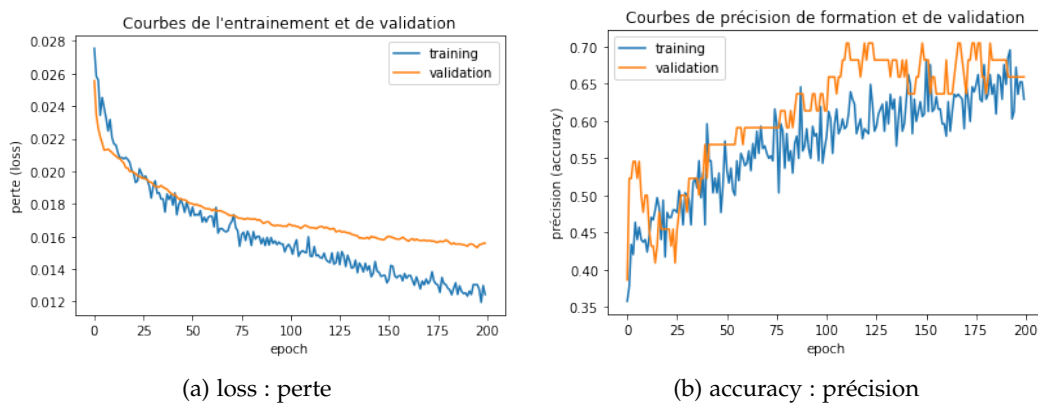 Courbes de l'entrainement et de validation
0.028
0.026
0.024
0.022
0.020
0.018
0.016
0.014
0.012
perte (loss)
training
validation
0 25 50 75 100 125 150 175 200
epoch
(a) loss : perte
Courbes de précision de formation et de validation
0.70
0.65
0.60
0.55
0.50
0.45
0.40
0.35
précision (accuracy)
training
validation
0 25 50 75 100 125 150 175 200
epoch
(b) accuracy : précision